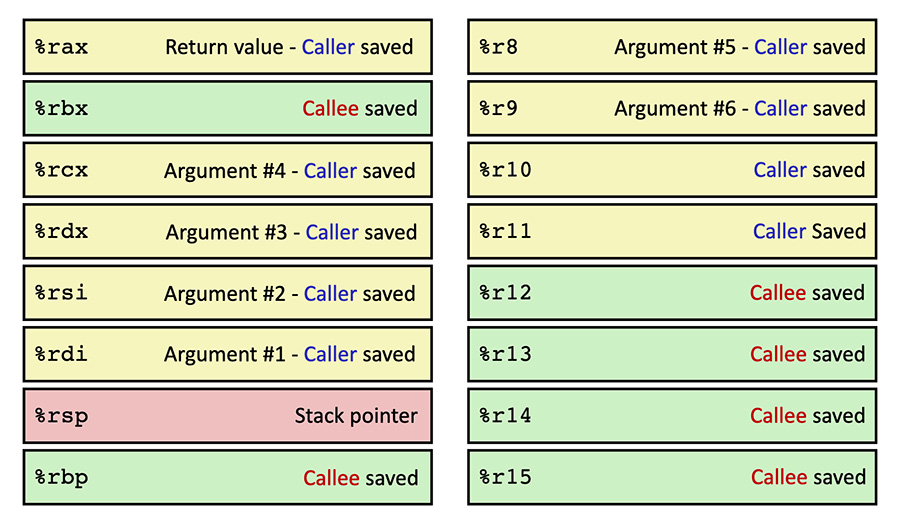 %rax Return value - Caller saved
%rbx Callee saved
%rcx Argument #4 - Caller saved
%rdx Argument #3 - Caller saved
%rsi Argument #2 - Caller saved
%rdi Argument #1 - Caller saved
%rsp Stack pointer
%rbp Callee saved
%r8 Argument #5 - Caller saved
%r9 Argument #6 - Caller saved
%r10 Caller saved
%r11 Caller Saved
%r12 Callee saved
%r13 Callee saved
%r14 Callee saved
%r15 Callee saved